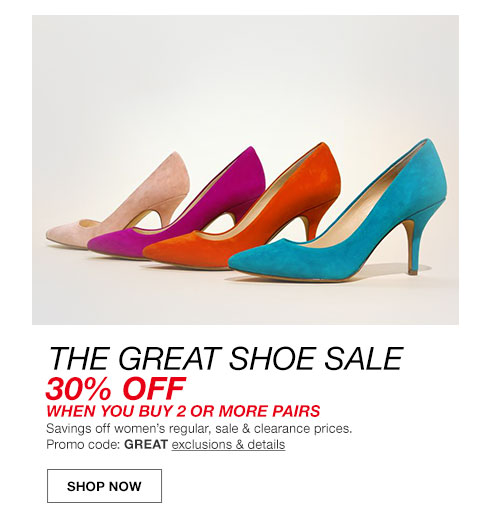 THE GREAT SHOE SALE
30% OFF
WHEN YOU BUY 2 OR MORE PAIRS
Savings off women's regular, sale & clearance prices.
Promo code: GREAT exclusions & details
SHOP NOW